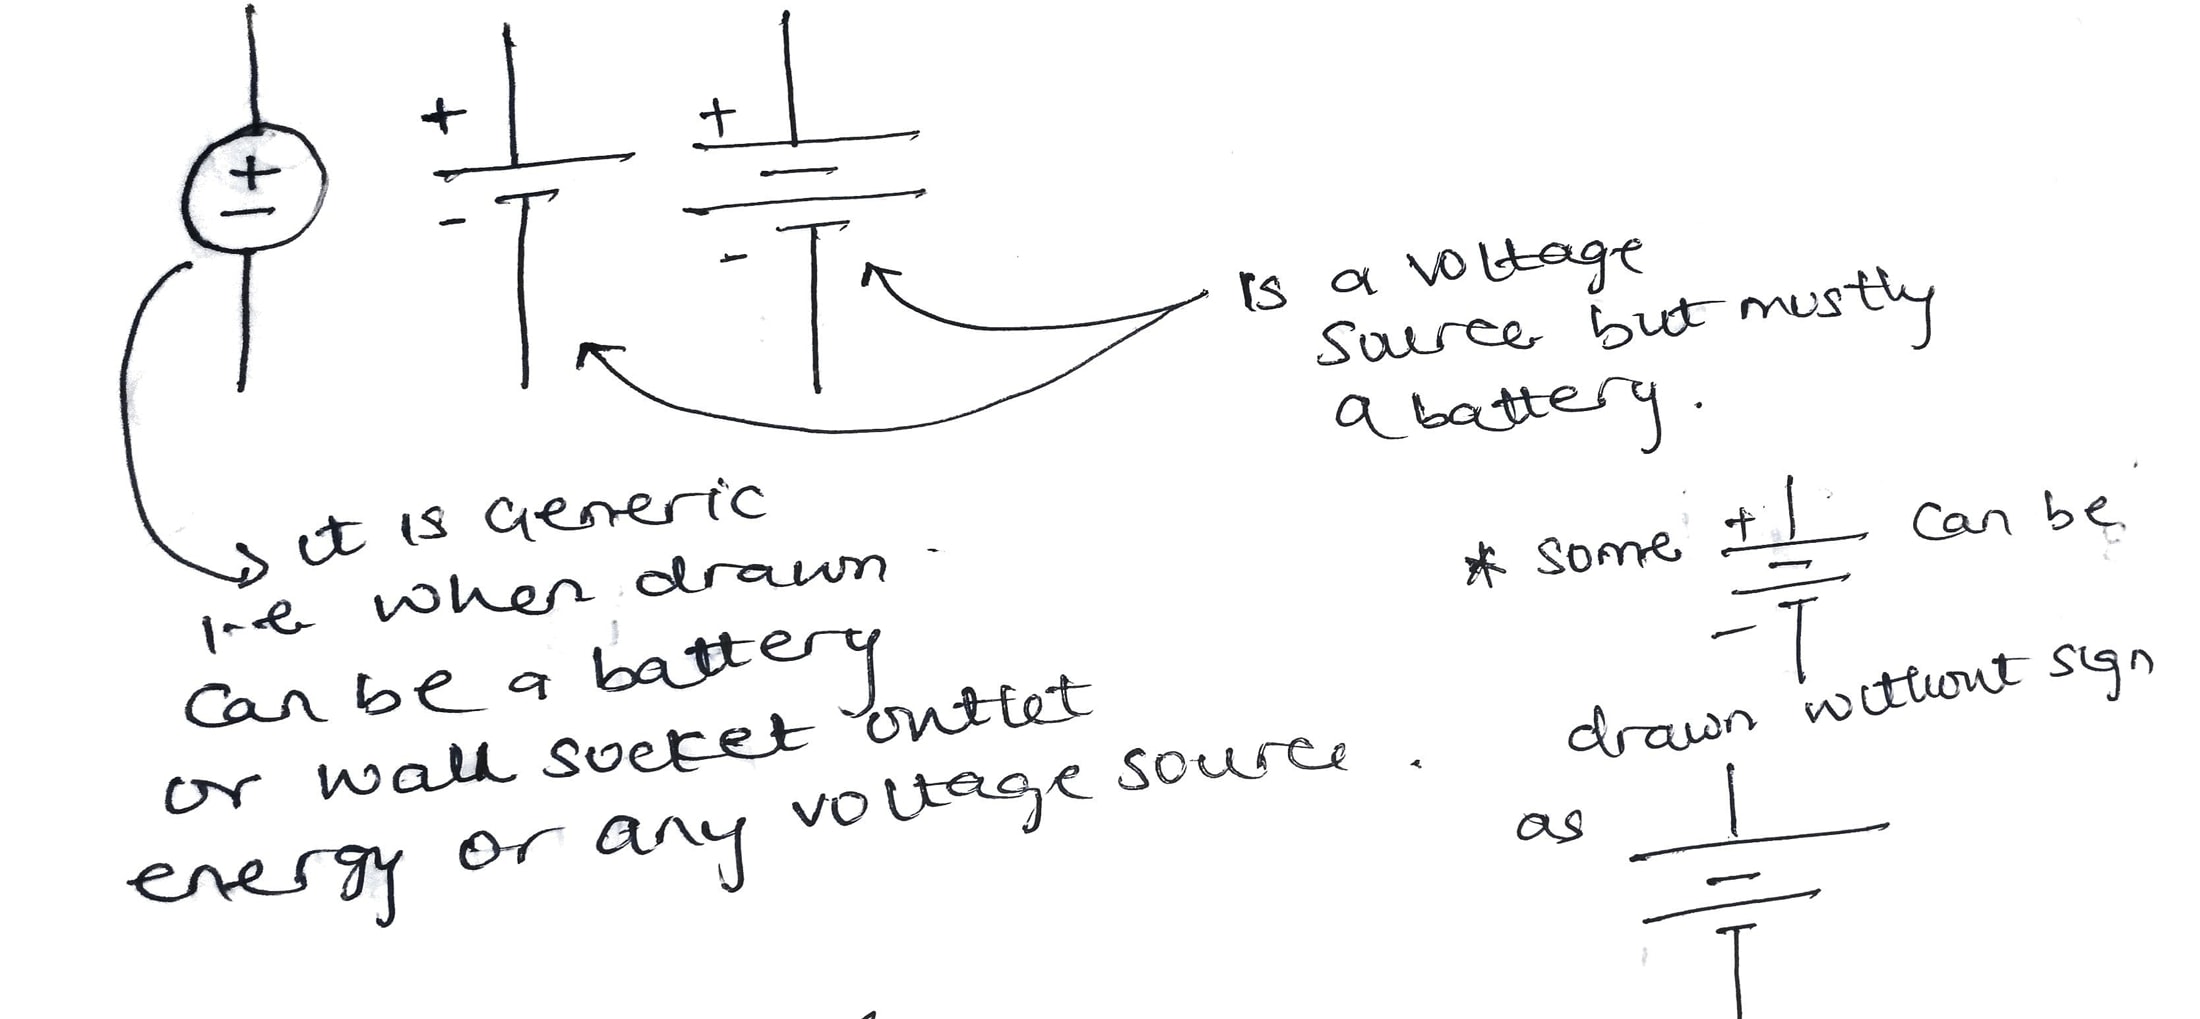 +
-
+
-
+
-
is a voltage
source but mostly
a battery.
it is Generic
i-e when drawn
can be a battery
or wall socket outlet
energy or any voltage source.
* some + - can be
drawn without sign
as